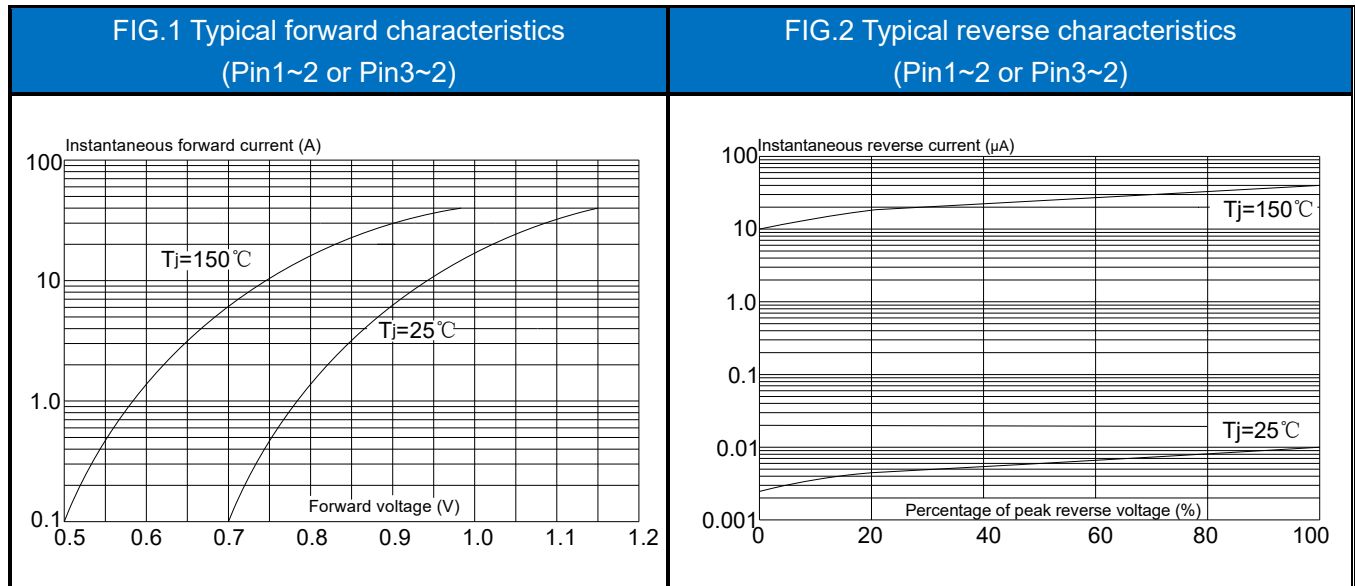 FIG.1 Typical forward characteristics
(Pin1~2 or Pin3~2)
Instantaneous forward current (A)
100
10
1.0
0.1
Tj=150℃
Tj=25℃
Forward voltage (V)
0.5 0.6 0.7 0.8 0.9 1.0 1.1 1.2
FIG.2 Typical reverse characteristics
(Pin1~2 or Pin3~2)
Instantaneous reverse current (μA)
100
10
1.0
0.1
0.01
0.001
Tj=150℃
Tj=25℃
Percentage of peak reverse voltage (%)
0 20 40 60 80 100